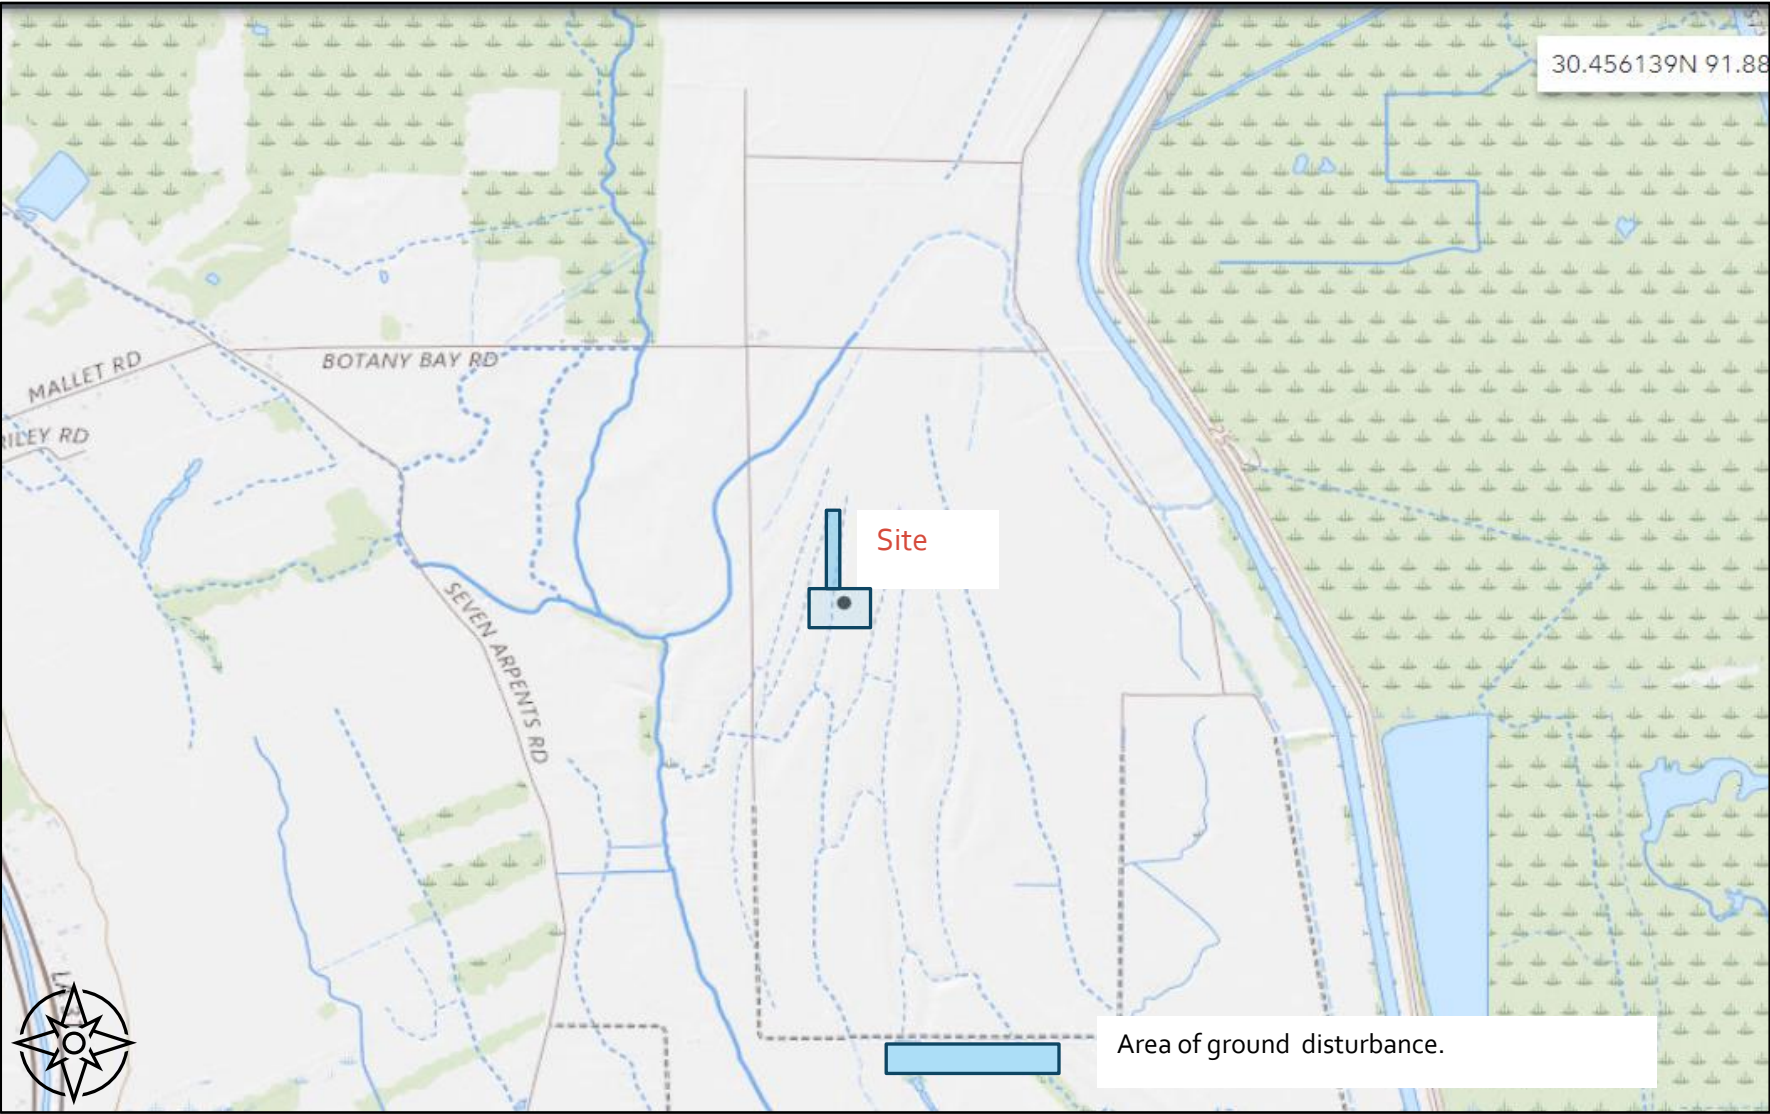 30.456139N 91.88
MALLET RD
BOTANY BAY RD
RILEY RD
Site
SEVEN ARPENTS RD
Area of ground disturbance.